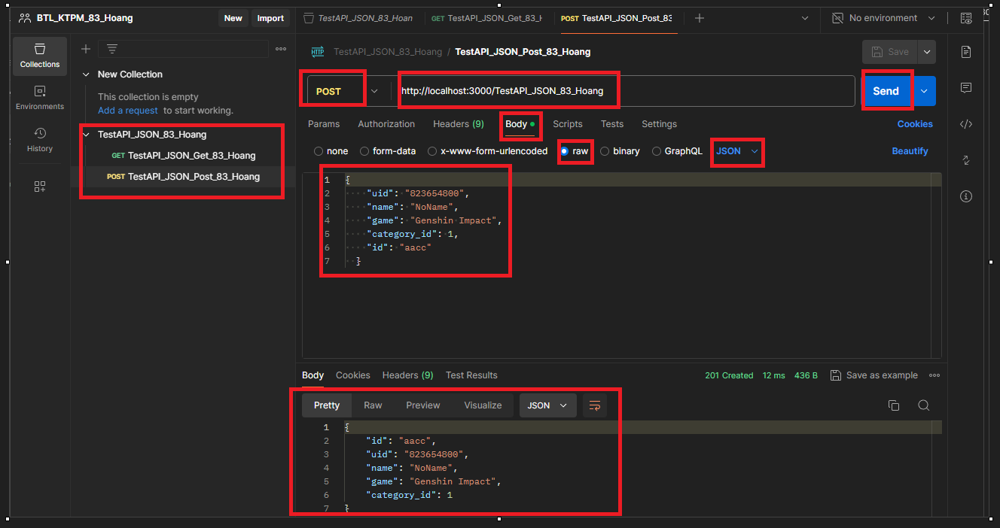 BTL_KTPM_83_Hoang
New
Import
TestAPI_JSON_83_Hoan
GET TestAPI_JSON_Get_83_H
POST TestAPI_JSON_Post_83
No environment
Collections
Environments
History
New Collection
This collection is empty
Add a request to start working.
TestAPI_JSON_83_Hoang
GET TestAPI_JSON_Get_83_Hoang
POST TestAPI_JSON_Post_83_Hoang
HTTP TestAPI_JSON_83_Hoang / TestAPI_JSON_Post_83_Hoang
Save
POST
http://localhost:3000/TestAPI_JSON_83_Hoang
Send
Params Authorization Headers (9) Body Scripts Tests Settings
Cookies
none form-data x-www-form-urlencoded raw binary GraphQL JSON
Beautify
1 {
2 "uid": "823654800",
3 "name": "NoName",
4 "game": "Genshin Impact",
5 "category_id": 1,
6 "id": "aacc"
7 }
Body Cookies Headers (9) Test Results
201 Created 12 ms 436 B Save as example
Pretty Raw Preview Visualize JSON
1 {
2 "id": "aacc",
3 "uid": "823654800",
4 "name": "NoName",
5 "game": "Genshin Impact",
6 "category_id": 1
7 }